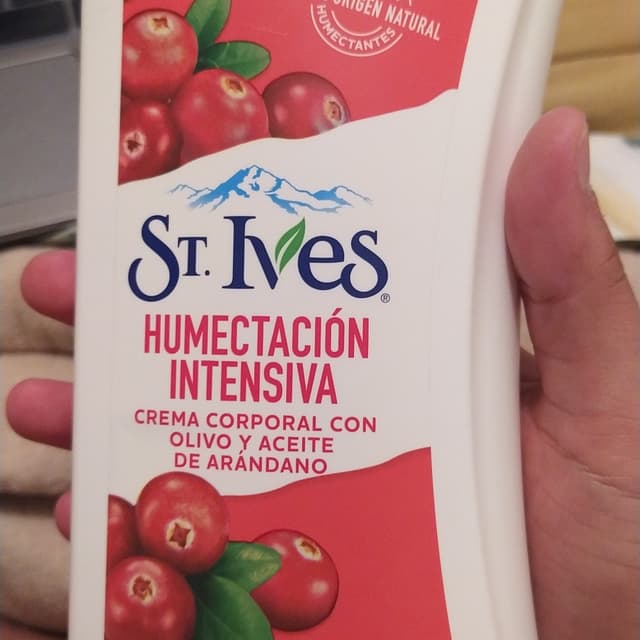 ORIGEN NATURAL
HUMECTANTES
ST. Ives®
HUMECTACIÓN
INTENSIVA
CREMA CORPORAL CON
OLIVO Y ACEITE
DE ARÁNDANO